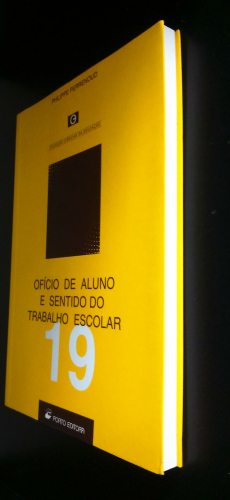 PHILIPPE PERRENOUD
OFÍCIO DE ALUNO
E SENTIDO DO
TRABALHO ESCOLAR
19
PORTO EDITORA